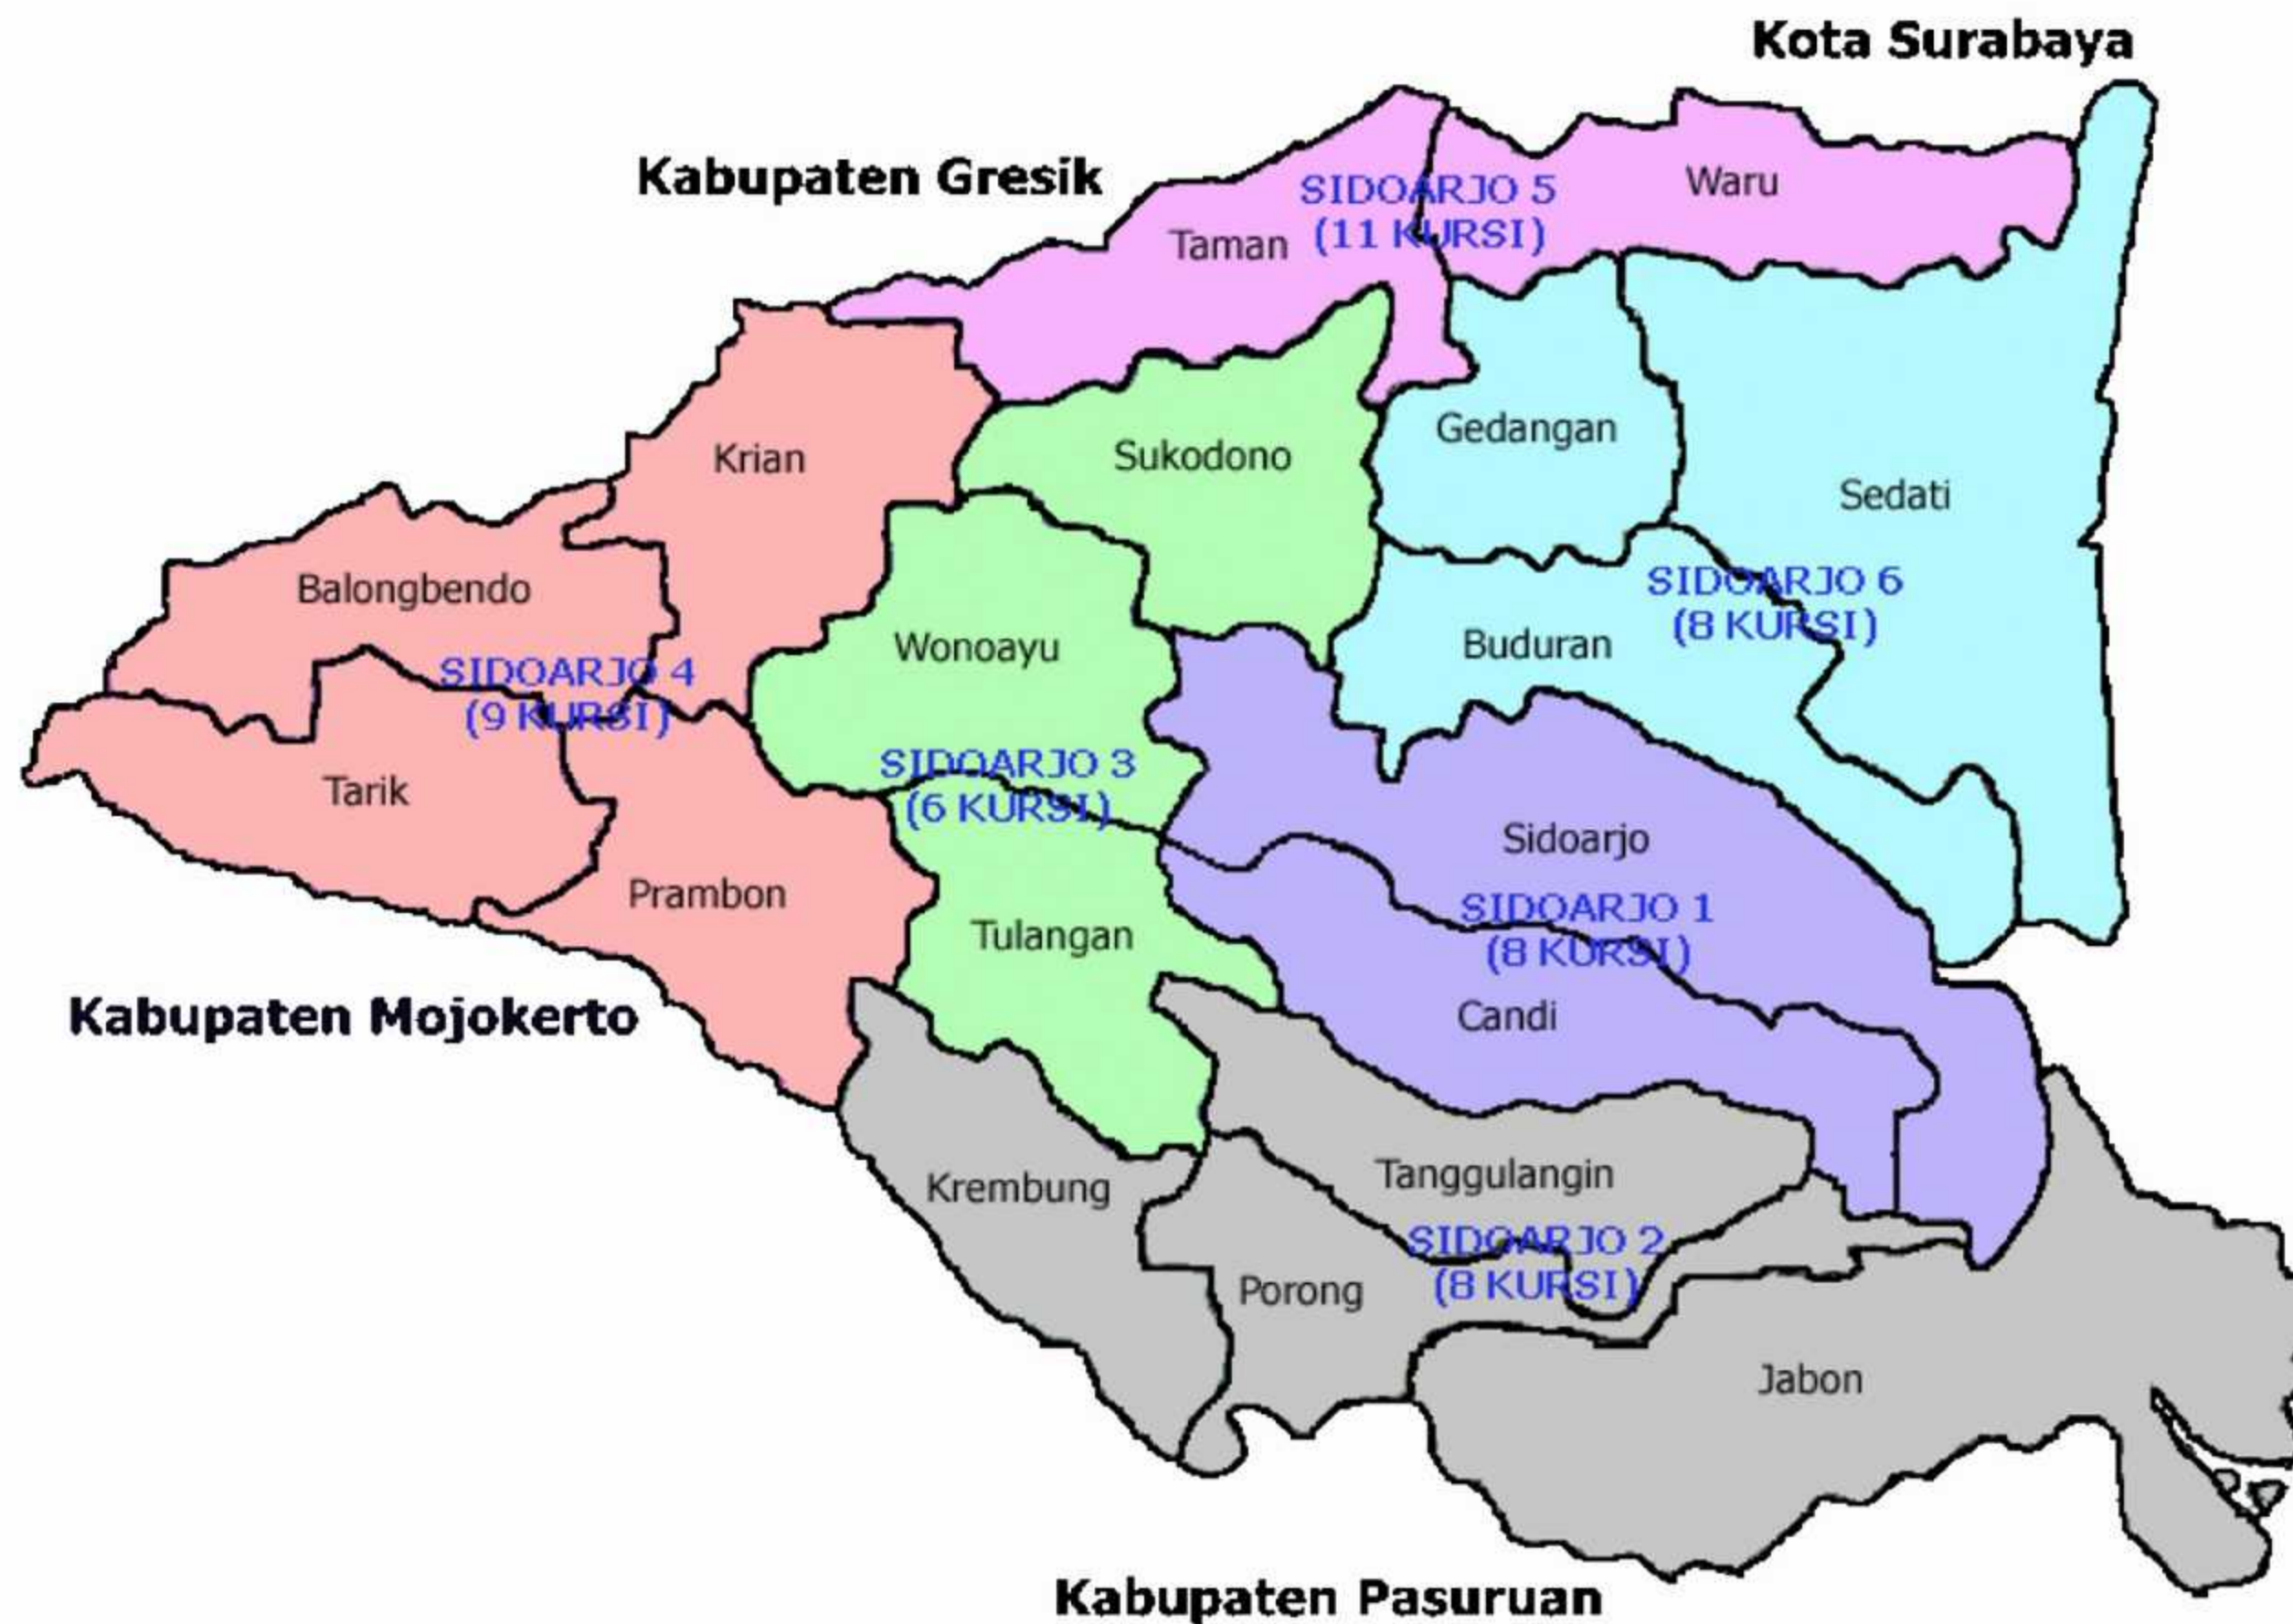 Kota Surabaya
Kabupaten Gresik
SIDOARJO 5
(11 KURSI)
Waru
Taman
Krian
Sukodono
Gedangan
Sedati
Balongbendo
SIDOARJO 6
(8 KURSI)
Wonoayu
Buduran
SIDOARJO 4
(9 KURSI)
Tarik
SIDOARJO 3
(6 KURSI)
Sidoarjo
Prambon
Tulangan
SIDOARJO 1
(8 KURSI)
Kabupaten Mojokerto
Candi
Krembung
Tanggulangin
SIDOARJO 2
(8 KURSI)
Porong
Jabon
Kabupaten Pasuruan